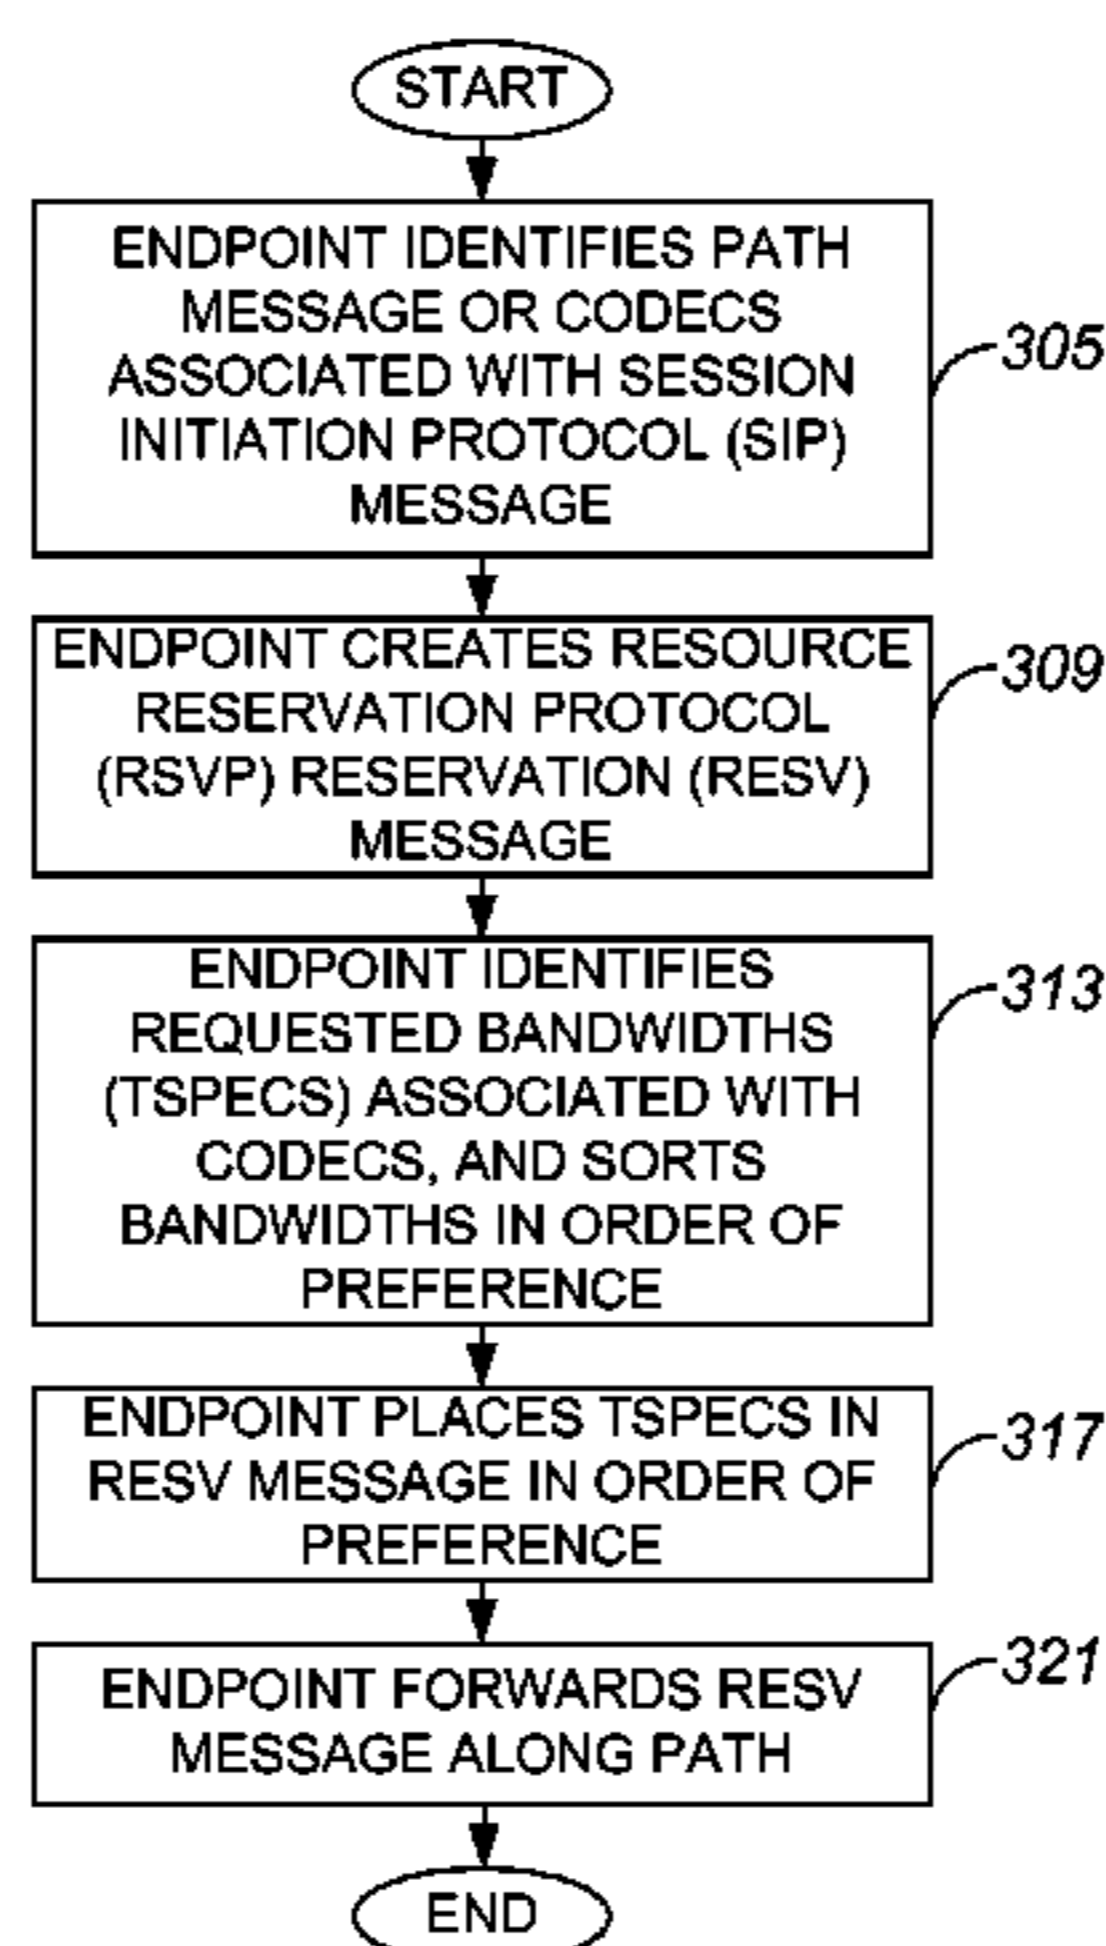 START
ENDPOINT IDENTIFIES PATH
MESSAGE OR CODECS
ASSOCIATED WITH SESSION
INITIATION PROTOCOL (SIP)
MESSAGE
305
ENDPOINT CREATES RESOURCE
RESERVATION PROTOCOL
(RSVP) RESERVATION (RESV)
MESSAGE
309
ENDPOINT IDENTIFIES
REQUESTED BANDWIDTHS
(TSPECS) ASSOCIATED WITH
CODECS, AND SORTS
BANDWIDTHS IN ORDER OF
PREFERENCE
313
ENDPOINT PLACES TSPECS IN
RESV MESSAGE IN ORDER OF
PREFERENCE
317
ENDPOINT FORWARDS RESV
MESSAGE ALONG PATH
321
END